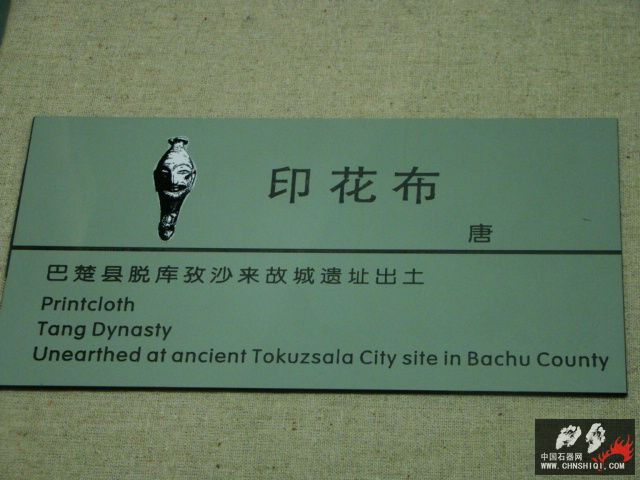 印花布
唐
巴楚县脱库孜沙来故城遗址出土
Printcloth
Tang Dynasty
Unearthed at ancient Tokuzsala City site in Bachu County
中国石器网
WWW.CHNSHIQI.COM